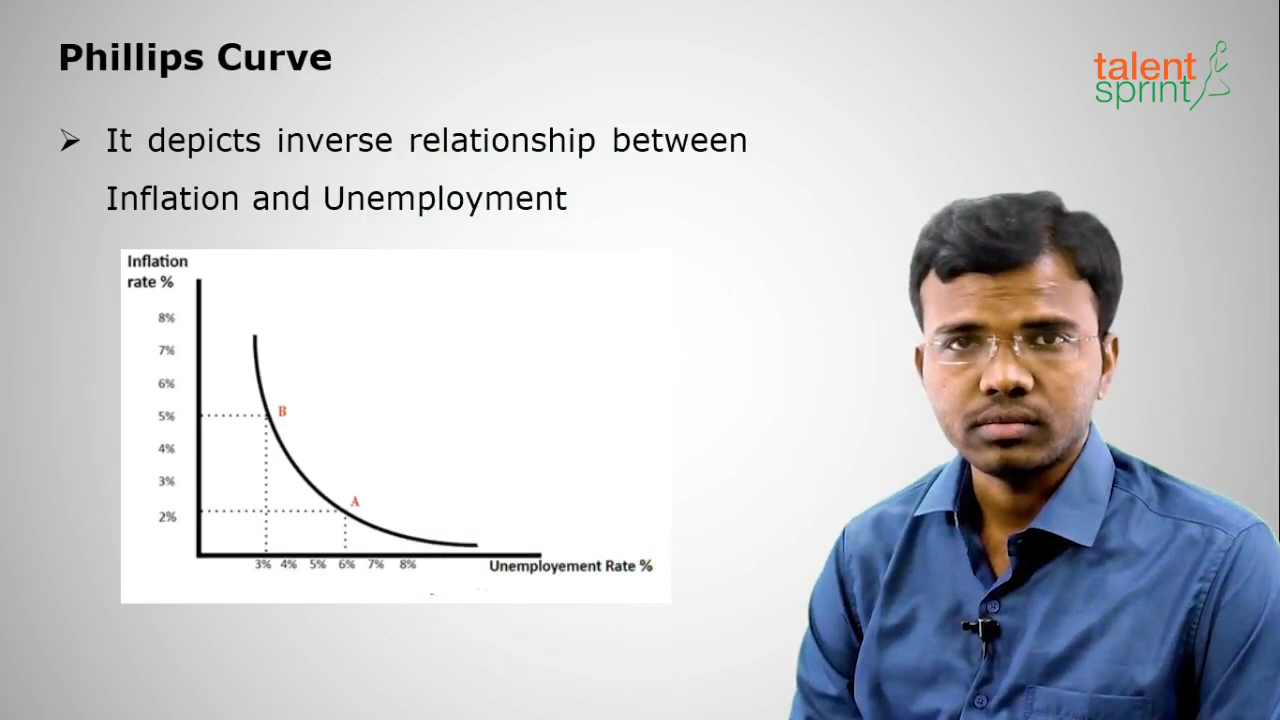 Phillips Curve
talent
sprint
➢ It depicts inverse relationship between
Inflation and Unemployment
Inflation
rate %
8%
7%
6%
5%
B
4%
3%
A
2%
3% 4% 5% 6% 7% 8%
Unemployement Rate %